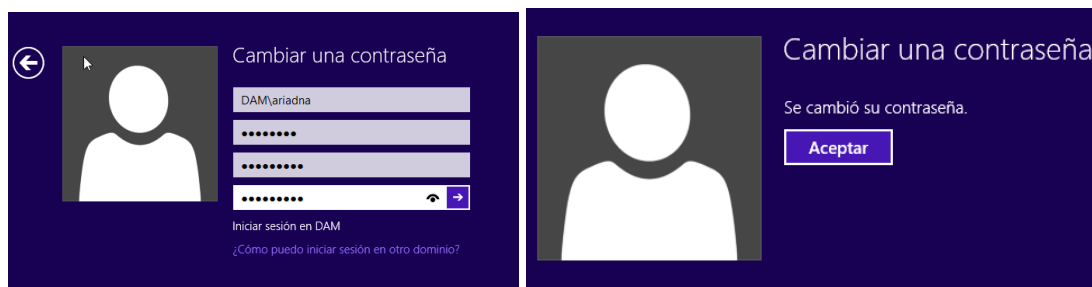 Cambiar una contraseña
DAM\ariadna
••••••••
•••••••••
•••••••••
Iniciar sesión en DAM
¿Cómo puedo iniciar sesión en otro dominio?
Cambiar una contraseña
Se cambió su contraseña.
Aceptar